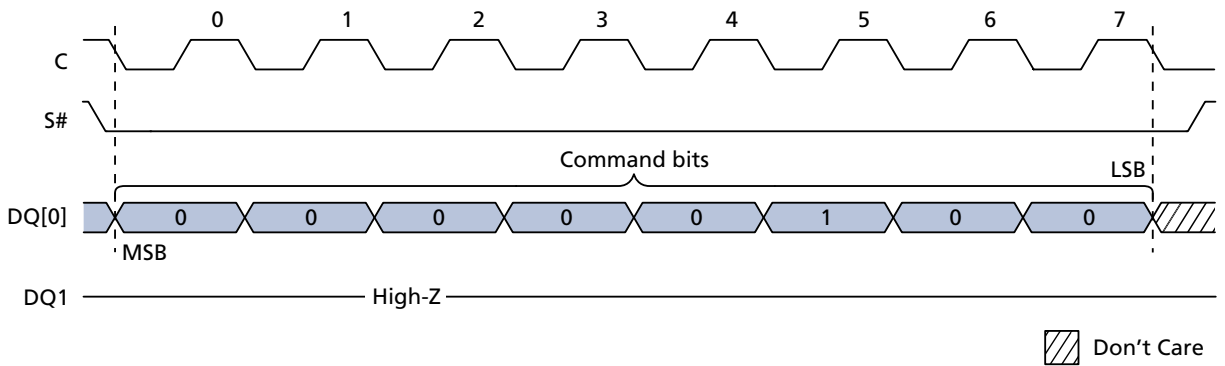 0 1 2 3 4 5 6 7
C
S#
Command bits
LSB
DQ[0] 0 0 0 0 0 1 0 0
MSB
DQ1 High-Z
Don't Care